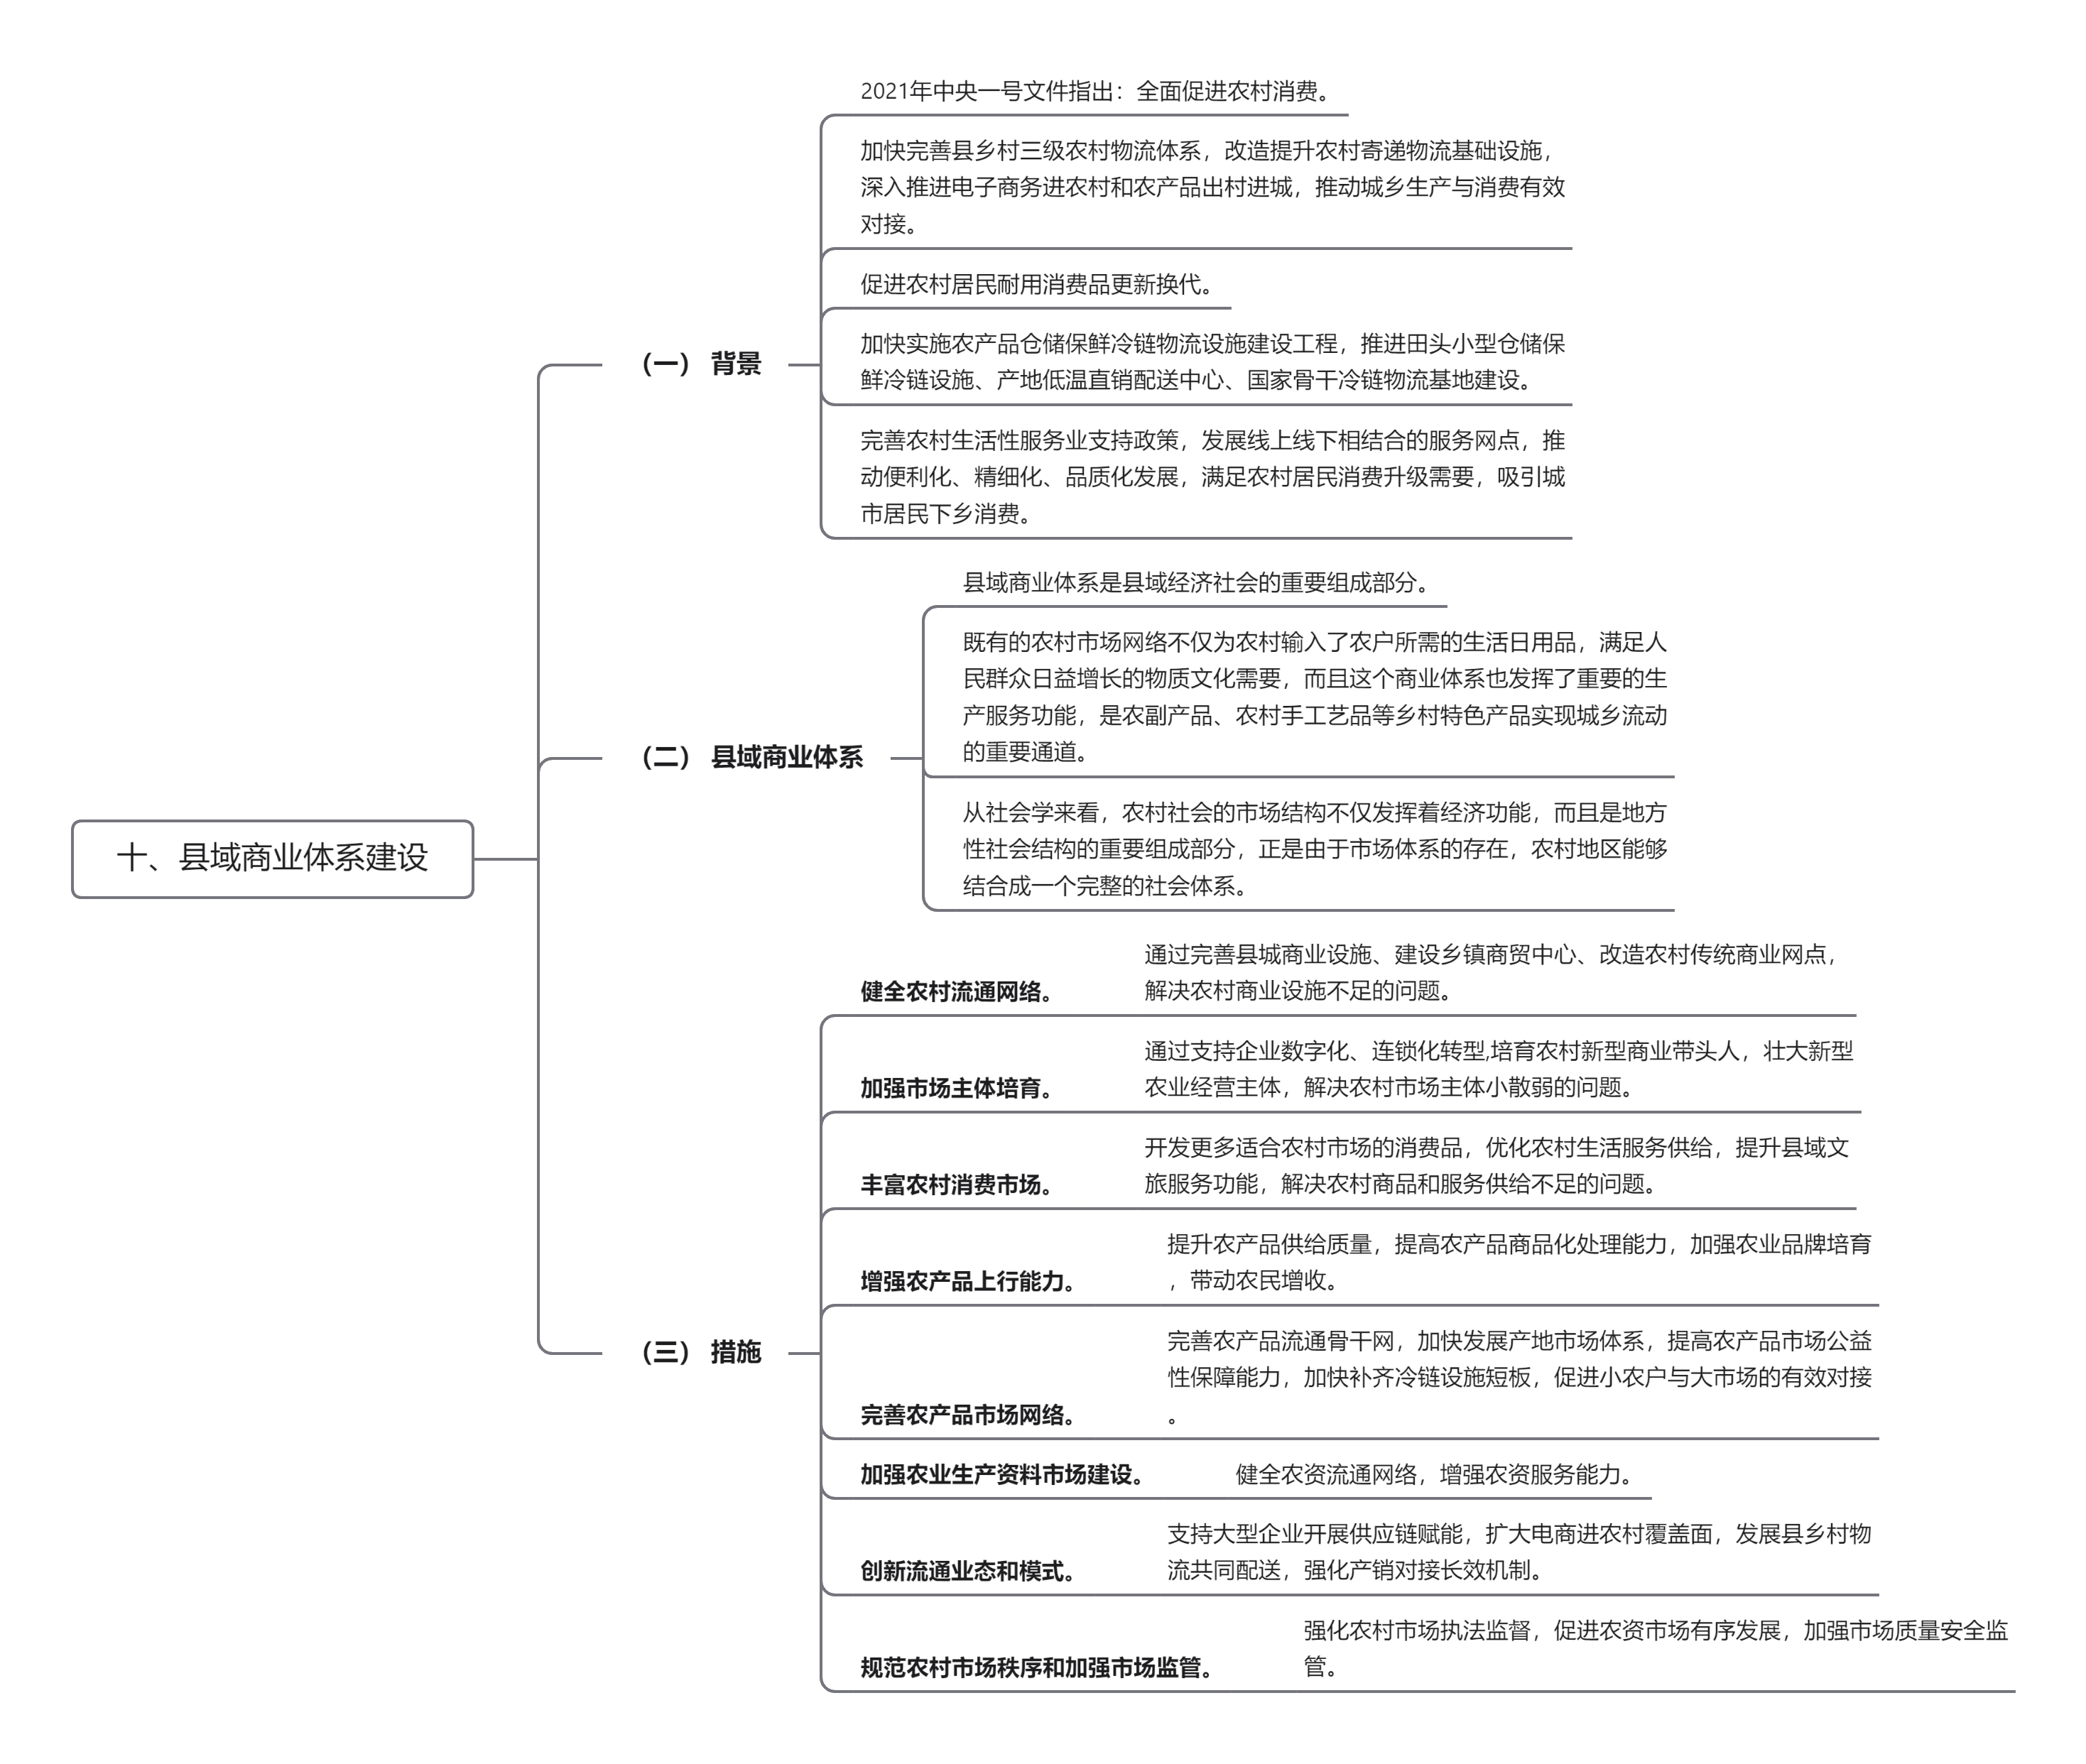 十、县域商业体系建设
（一） 背景
2021年中央一号文件指出：全面促进农村消费。
加快完善县乡村三级农村物流体系，改造提升农村寄递物流基础设施，
深入推进电子商务进农村和农产品出村进城，推动城乡生产与消费有效
对接。
促进农村居民耐用消费品更新换代。
加快实施农产品仓储保鲜冷链物流设施建设工程，推进田头小型仓储保
鲜冷链设施、产地低温直销配送中心、国家骨干冷链物流基地建设。
完善农村生活性服务业支持政策，发展线上线下相结合的服务网点，推
动便利化、精细化、品质化发展，满足农村居民消费升级需要，吸引城
市居民下乡消费。
（二） 县域商业体系
县域商业体系是县域经济社会的重要组成部分。
既有的农村市场网络不仅为农村输入了农户所需的生活日用品，满足人
民群众日益增长的物质文化需要，而且这个商业体系也发挥了重要的生
产服务功能，是农副产品、农村手工艺品等乡村特色产品实现城乡流动
的重要通道。
从社会学来看，农村社会的市场结构不仅发挥着经济功能，而且是地方
性社会结构的重要组成部分，正是由于市场体系的存在，农村地区能够
结合成一个完整的社会体系。
（三） 措施
健全农村流通网络。
通过完善县城商业设施、建设乡镇商贸中心、改造农村传统商业网点，
解决农村商业设施不足的问题。
加强市场主体培育。
通过支持企业数字化、连锁化转型,培育农村新型商业带头人，壮大新型
农业经营主体，解决农村市场主体小散弱的问题。
丰富农村消费市场。
开发更多适合农村市场的消费品，优化农村生活服务供给，提升县域文
旅服务功能，解决农村商品和服务供给不足的问题。
增强农产品上行能力。
提升农产品供给质量，提高农产品商品化处理能力，加强农业品牌培育
，带动农民增收。
完善农产品市场网络。
完善农产品流通骨干网，加快发展产地市场体系，提高农产品市场公益
性保障能力，加快补齐冷链设施短板，促进小农户与大市场的有效对接
。
加强农业生产资料市场建设。
健全农资流通网络，增强农资服务能力。
创新流通业态和模式。
支持大型企业开展供应链赋能，扩大电商进农村覆盖面，发展县乡村物
流共同配送，强化产销对接长效机制。
规范农村市场秩序和加强市场监管。
强化农村市场执法监督，促进农资市场有序发展，加强市场质量安全监
管。